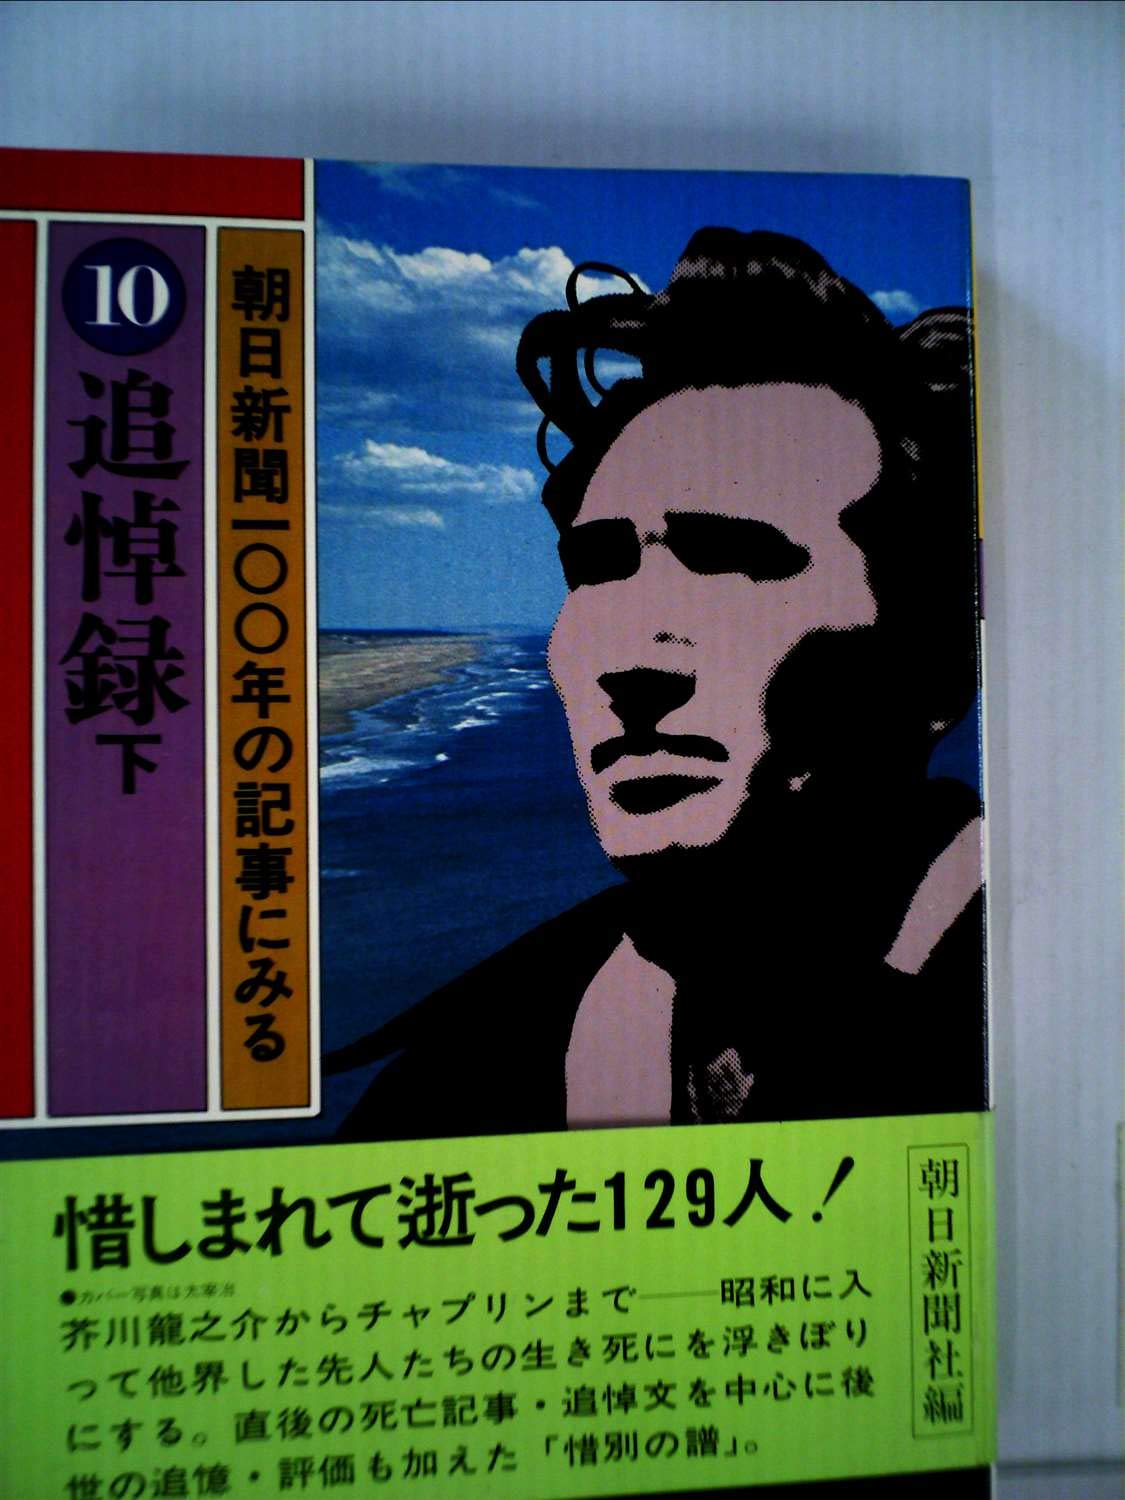 朝日新聞一〇〇年の記事にみる
10
追悼録下
惜しまれて逝った129人!
●カバー写真は太宰治
芥川龍之介からチャプリンまで――昭和に入
って他界した先人たちの生き死にを浮きぼり
にする。直後の死亡記事・追悼文を中心に後
世の追憶・評価も加えた「惜別の譜」。
朝日新聞社編